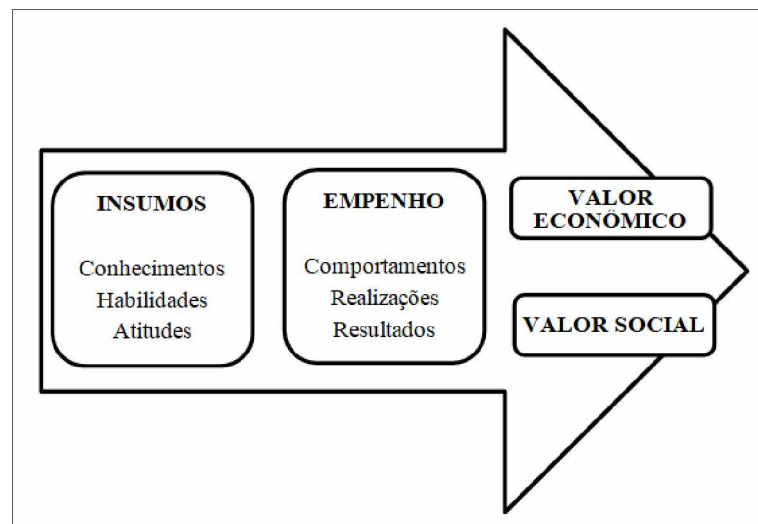 INSUMOS
Conhecimentos
Habilidades
Atitudes
EMPENHO
Comportamentos
Realizações
Resultados
VALOR
ECONÔMICO
VALOR SOCIAL